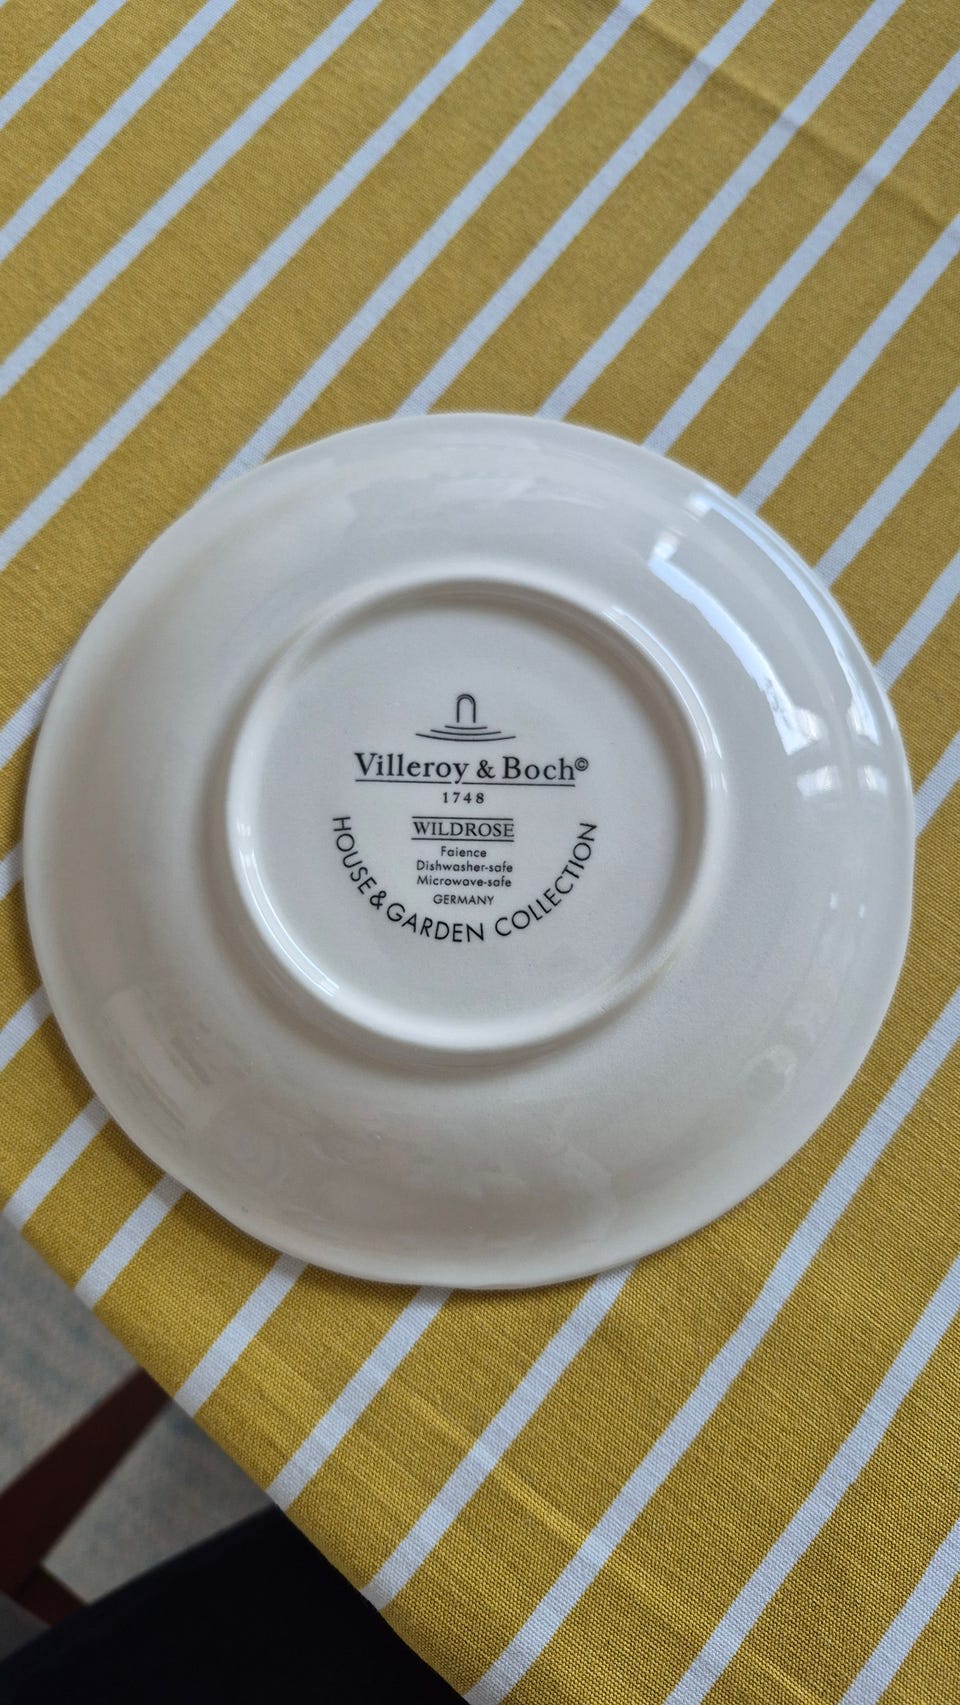 Villeroy & Boch©
1748
WILDROSE
Faience
Dishwasher-safe
Microwave-safe
GERMANY
HOUSE & GARDEN COLLECTION